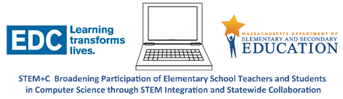 EDC
Learning
transforms
lives.
MASSACHUSETTS DEPARTMENT OF
ELEMENTARY AND SECONDARY
EDUCATION
STEM+C Broadening Participation of Elementary School Teachers and Students
in Computer Science through STEM Integration and Statewide Collaboration